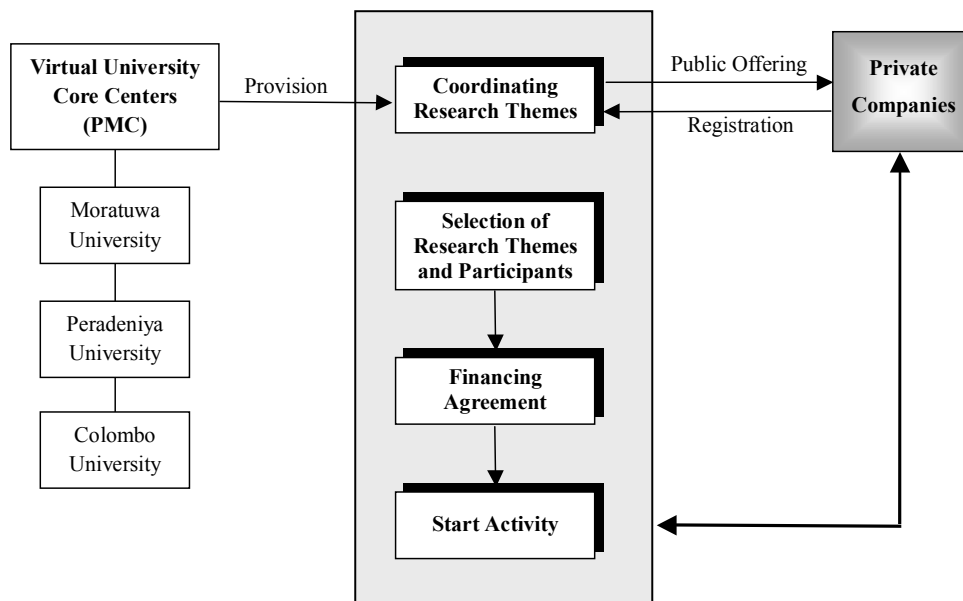 Virtual University
Core Centers
(PMC)
Provision
Coordinating
Research Themes
Public Offering
Registration
Private
Companies
Moratuwa
University
Peradeniya
University
Colombo
University
Selection of
Research Themes
and Participants
Financing
Agreement
Start Activity